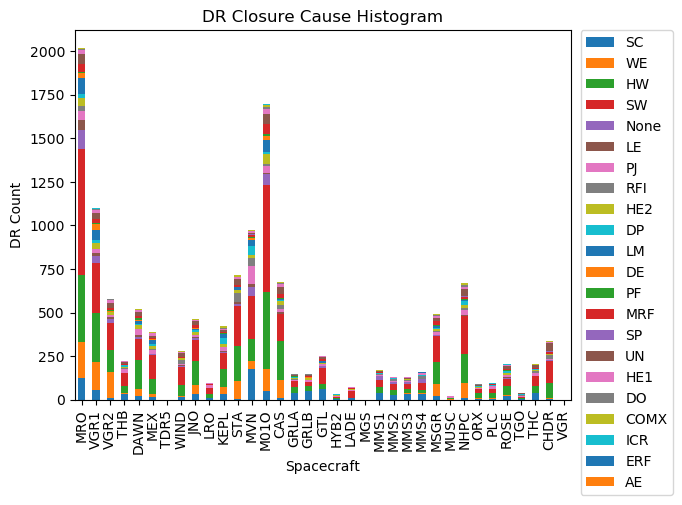 DR Closure Cause Histogram
DR Count
2000
1750
1500
1250
1000
750
500
250
0
MRO
VGR1
VGR2
THB
DAWN
MEX
TDR5
WIND
JNO
LRO
KEPL
STA
MVN
M01O
CAS
GRLA
GRLB
GTL
HYB2
LADE
MGS
MMS1
MMS2
MMS3
MMS4
MSGR
MUSC
NHPC
ORX
PLC
ROSE
TGO
THC
CHDR
VGR
Spacecraft
SC
WE
HW
SW
None
LE
PJ
RFI
HE2
DP
LM
DE
PF
MRF
SP
UN
HE1
DO
COMX
ICR
ERF
AE